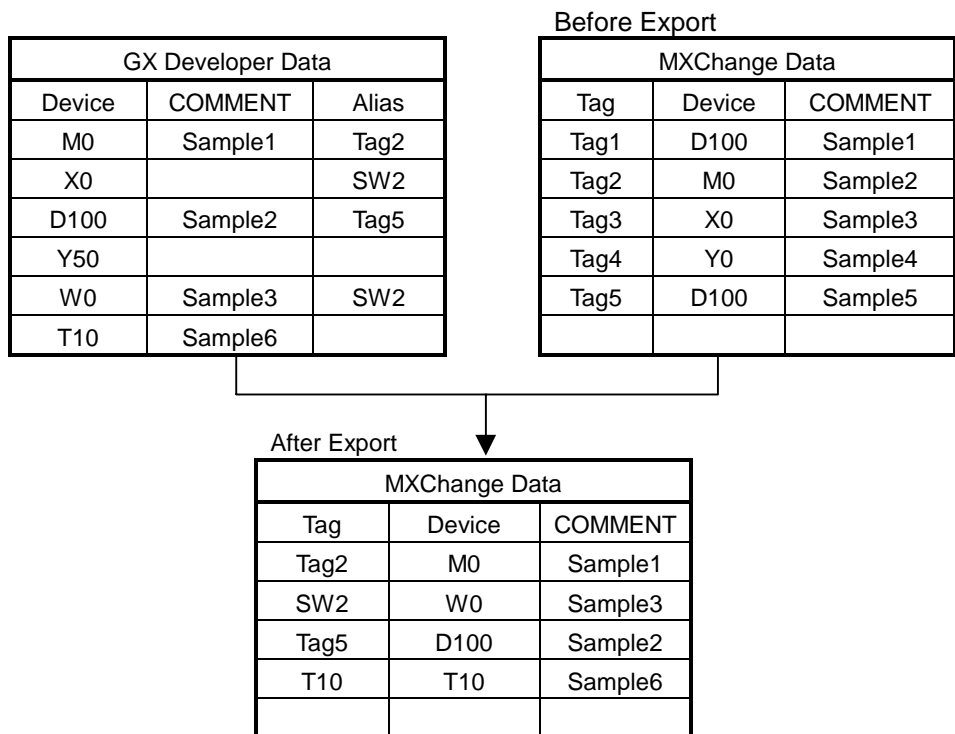 GX Developer Data
Device COMMENT Alias
M0 Sample1 Tag2
X0 SW2
D100 Sample2 Tag5
Y50
W0 Sample3 SW2
T10 Sample6
Before Export
MXChange Data
Tag Device COMMENT
Tag1 D100 Sample1
Tag2 M0 Sample2
Tag3 X0 Sample3
Tag4 Y0 Sample4
Tag5 D100 Sample5
After Export
MXChange Data
Tag Device COMMENT
Tag2 M0 Sample1
SW2 W0 Sample3
Tag5 D100 Sample2
T10 T10 Sample6